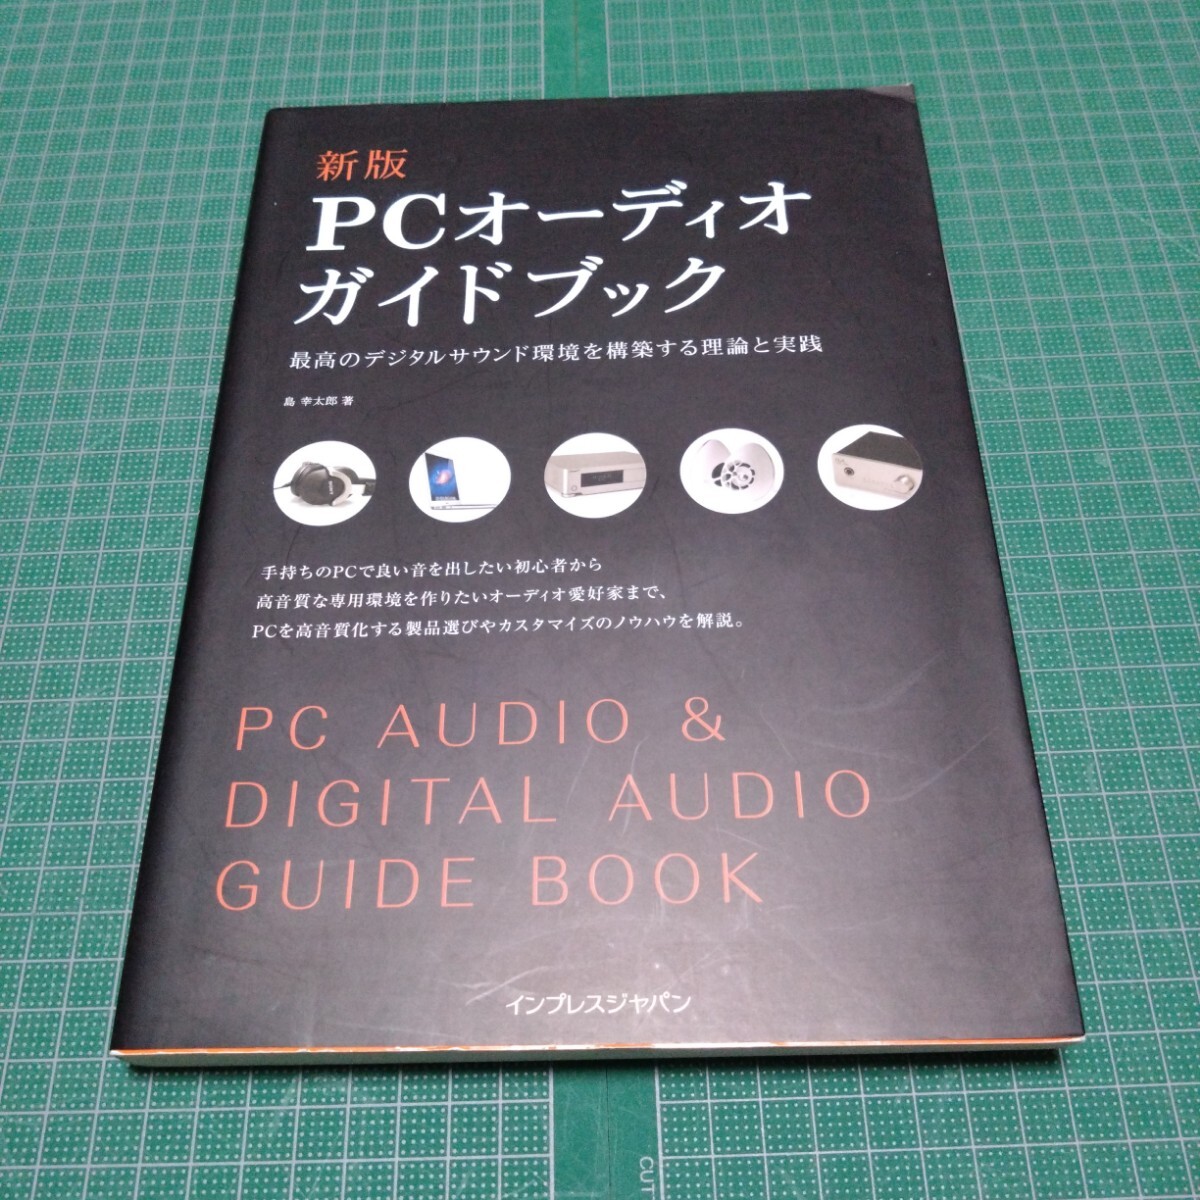 新版
PCオーディオ
ガイドブック
最高のデジタルサウンド環境を構築する理論と実践
島 幸太郎 著
手持ちのPCで良い音を出したい初心者から
高音質な専用環境を作りたいオーディオ愛好家まで、
PCを高音質化する製品選びやカスタマイズのノウハウを解説。
PC AUDIO &
DIGITAL AUDIO
GUIDE BOOK
インプレスジャパン
CUT